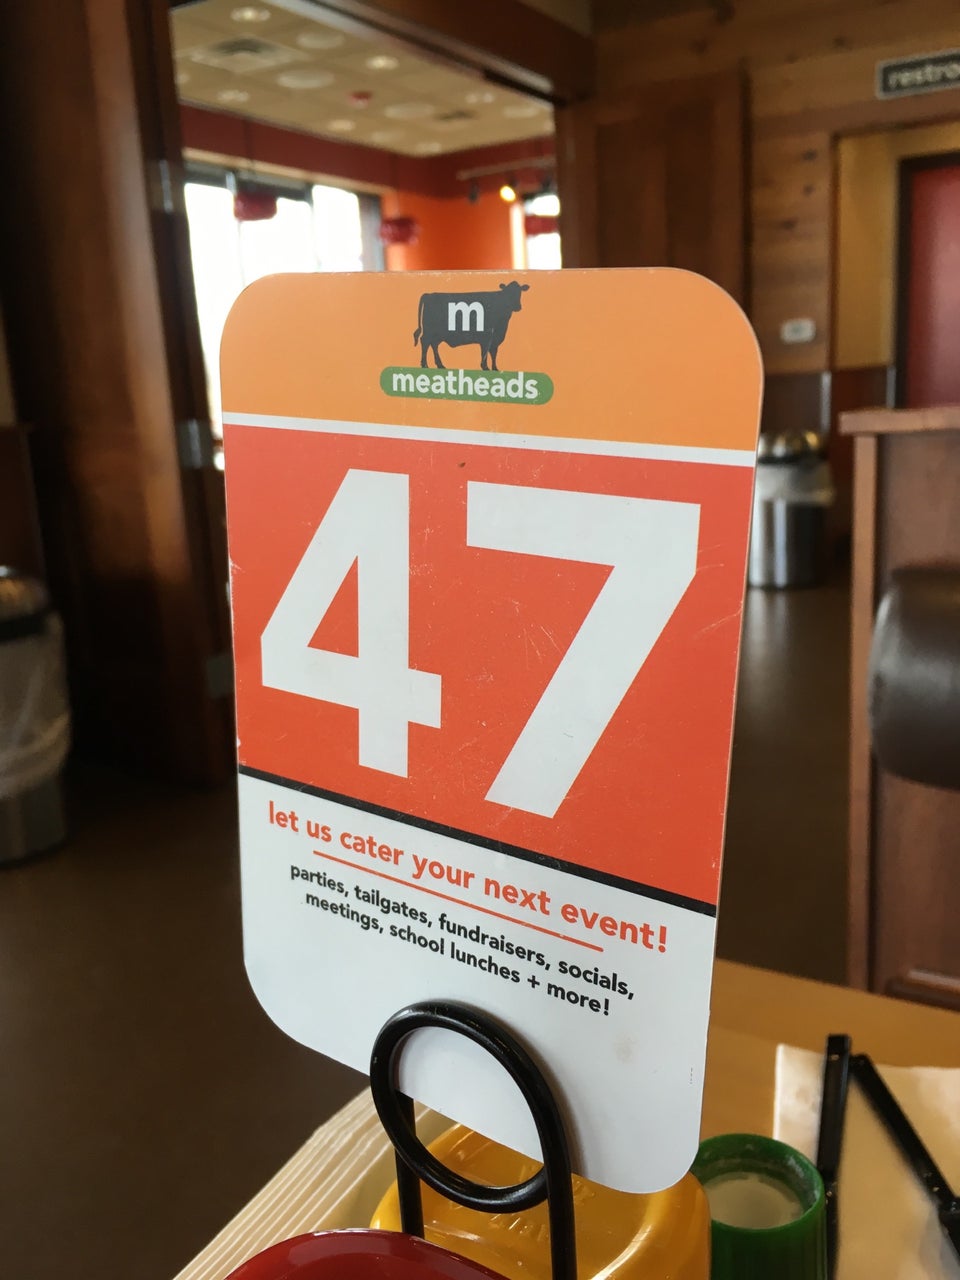 restro
m
meatheads
47
let us cater your next event!
parties, tailgates, fundraisers, socials,
meetings, school lunches + more!